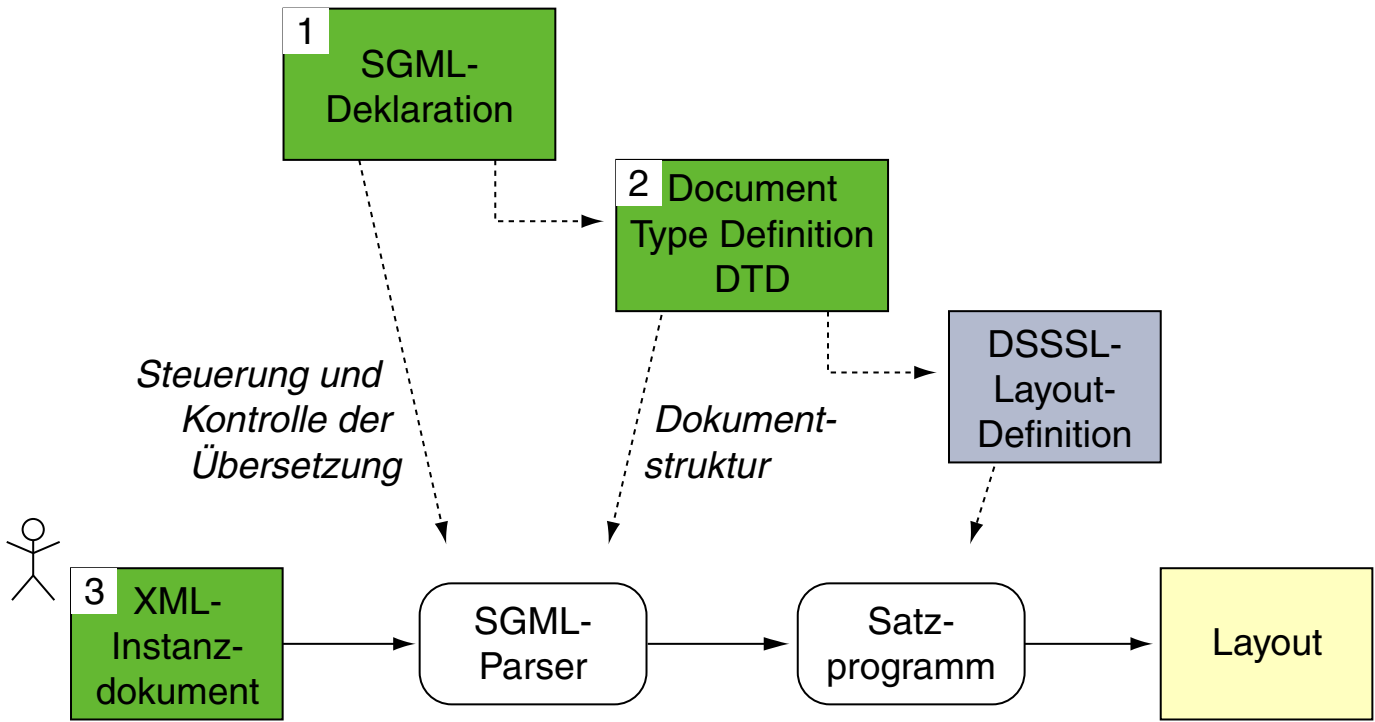 1
SGML-
Deklaration
2
Document
Type Definition
DTD
DSSSL-
Layout-
Definition
Steuerung und
Kontrolle der
Übersetzung
Dokument-
struktur
3
XML-
Instanz-
dokument
SGML-
Parser
Satz-
programm
Layout